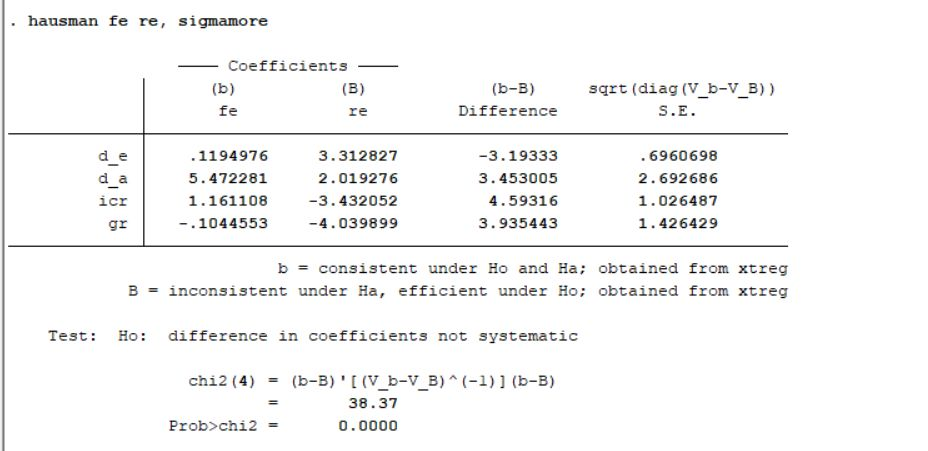 . hausman fe re, sigmamore
Coefficients
(b) (B) (b-B) sqrt(diag(V_b-V_B))
fe re Difference S.E.
d_e .1194976 3.312827 -3.19333 .6960698
d_a 5.472281 2.019276 3.453005 2.692686
icr 1.161108 -3.432052 4.59316 1.026487
gr -.1044553 -4.039899 3.935443 1.426429
b = consistent under Ho and Ha; obtained from xtreg
B = inconsistent under Ha, efficient under Ho; obtained from xtreg
Test: Ho: difference in coefficients not systematic
chi2(4) = (b-B)'[(V_b-V_B)^(-1)](b-B)
= 38.37
Prob>chi2 = 0.0000